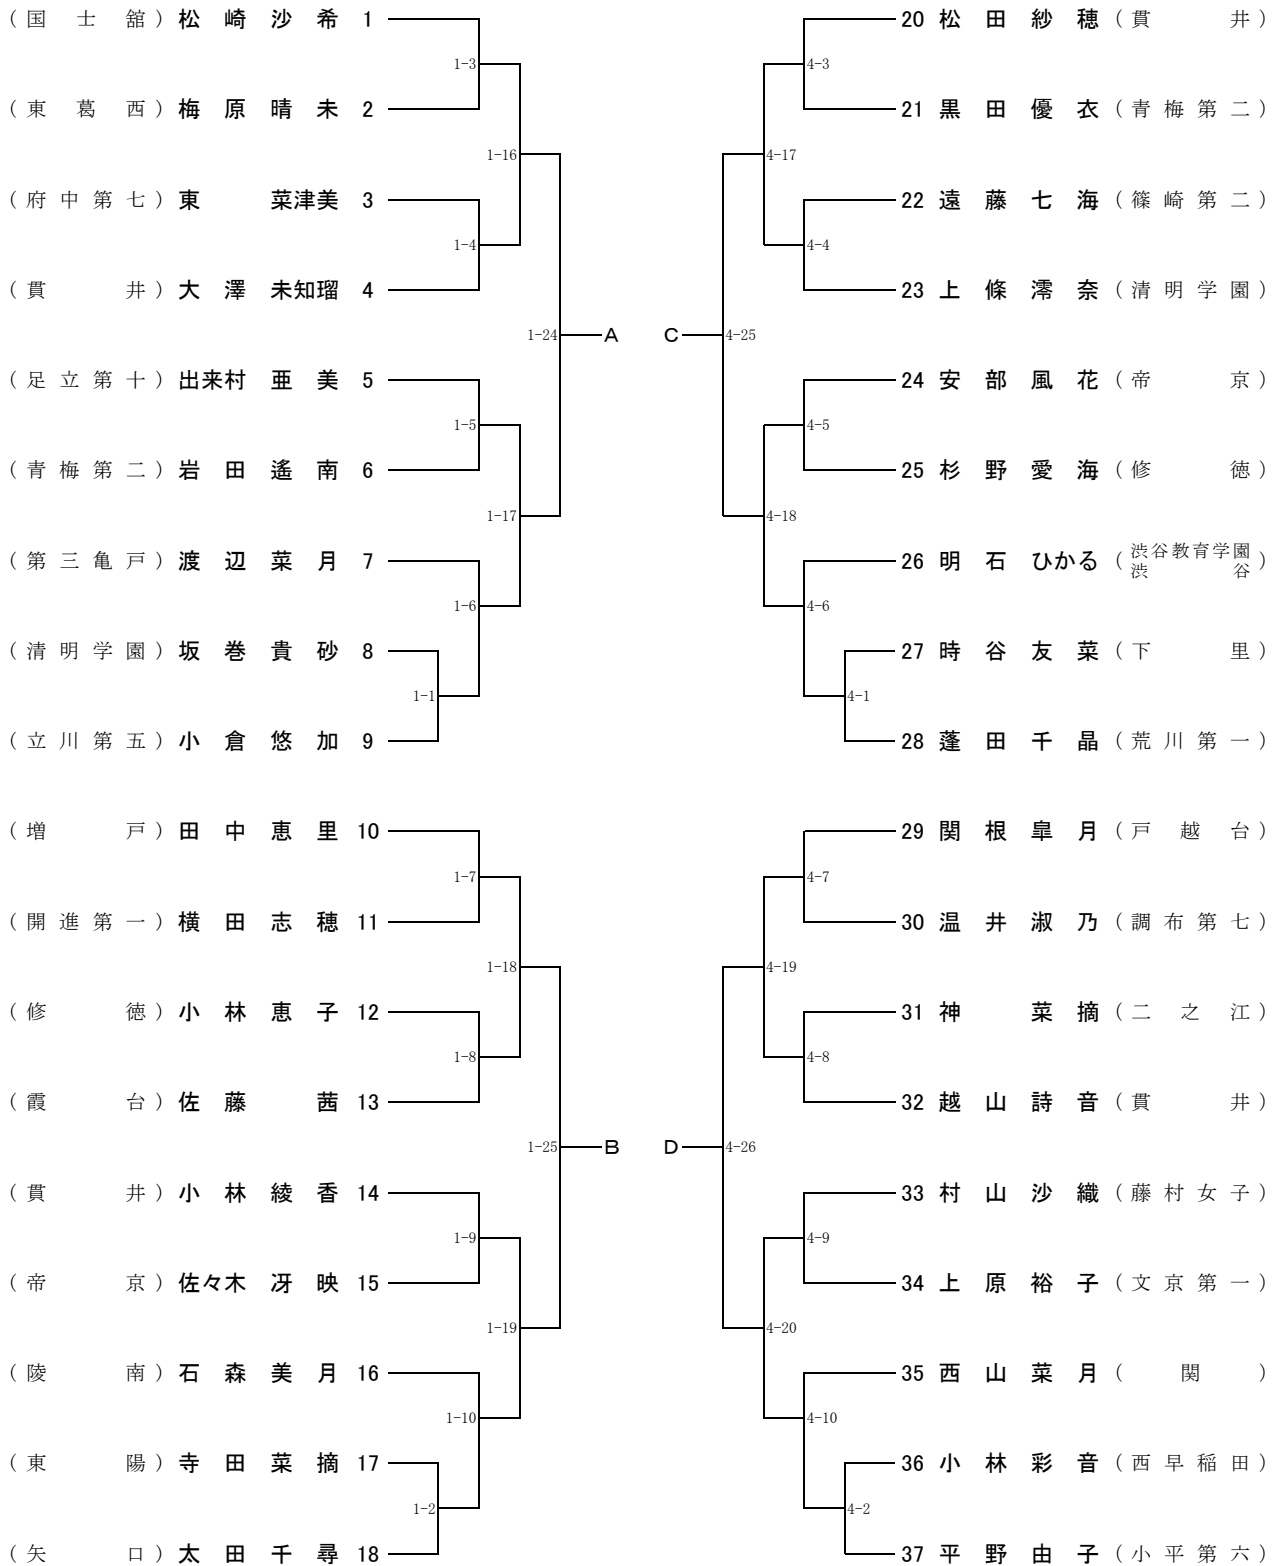 (国士舘) 松崎沙希 1
1-3
(東葛西) 梅原晴未 2
1-16
(府中第七) 東 菜津美 3
1-4
(貫井) 大澤未知瑠 4
1-24 A
(足立第十) 出来村亜美 5
1-5
(青梅第二) 岩田遙南 6
1-17
(第三亀戸) 渡辺菜月 7
1-6
(清明学園) 坂巻貴砂 8
1-1
(立川第五) 小倉悠加 9
(増戸) 田中恵里 10
1-7
(開進第一) 横田志穂 11
1-18
(修徳) 小林恵子 12
1-8
(霞台) 佐藤茜 13
1-25 B
(貫井) 小林綾香 14
1-9
(帝京) 佐々木冴映 15
1-19
(陵南) 石森美月 16
1-10
(東陽) 寺田菜摘 17
1-2
(矢口) 太田千尋 18
20 松田紗穂 (貫井)
4-3
21 黒田優衣 (青梅第二)
4-17
22 遠藤七海 (篠崎第二)
4-4
23 上條澪奈 (清明学園)
C 4-25
24 安部風花 (帝京)
4-5
25 杉野愛海 (修徳)
4-18
26 明石ひかる (渋谷教育学園渋谷)
4-6
27 時谷友菜 (下里)
4-1
28 蓬田千晶 (荒川第一)
29 関根皐月 (戸越台)
4-7
30 温井淑乃 (調布第七)
4-19
31 神菜摘 (二之江)
4-8
32 越山詩音 (貫井)
D 4-26
33 村山沙織 (藤村女子)
4-9
34 上原裕子 (文京第一)
4-20
35 西山菜月 (関)
4-10
36 小林彩音 (西早稲田)
4-2
37 平野由子 (小平第六)